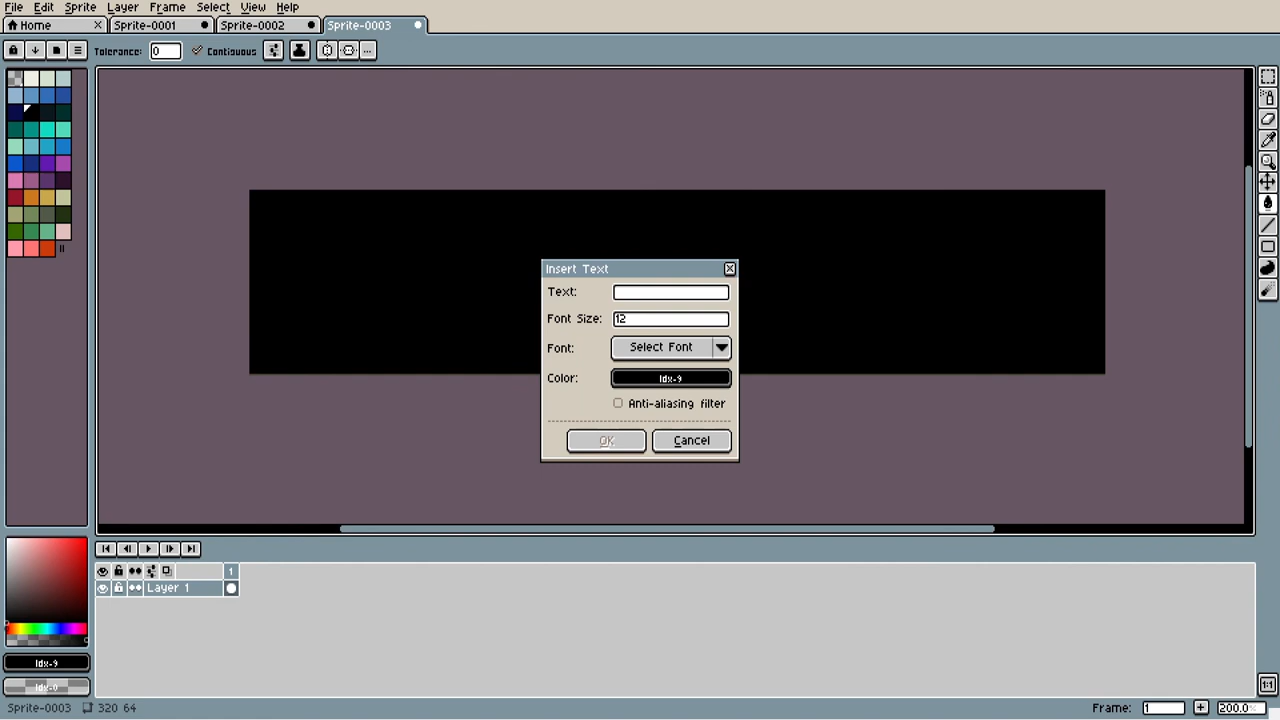 File Edit Sprite Layer Frame Select View Help
Home Sprite-0001 Sprite-0002 Sprite-0003
Tolerance: 0 Contiguous ...
Insert Text
Text:
Font Size: 12
Font: Select Font
Color: Idx-9
Anti-aliasing filter
OK Cancel
1
Layer 1
Idx-9
Idx-0
1:1
Sprite-0003 320 64 Frame: 1 + 200.0%